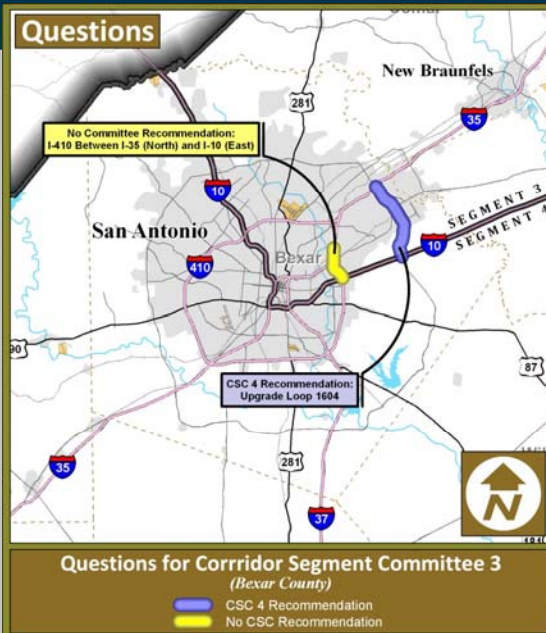 Questions
New Braunfels
281
35
No Committee Recommendation:
I-410 Between I-35 (North) and I-10 (East)
10
SEGMENT 3
San Antonio
Bexar
10
SEGMENT 4
410
90
CSC 4 Recommendation:
Upgrade Loop 1604
87
35
281
37
N
Questions for Corrridor Segment Committee 3
(Bexar County)
CSC 4 Recommendation
No CSC Recommendation